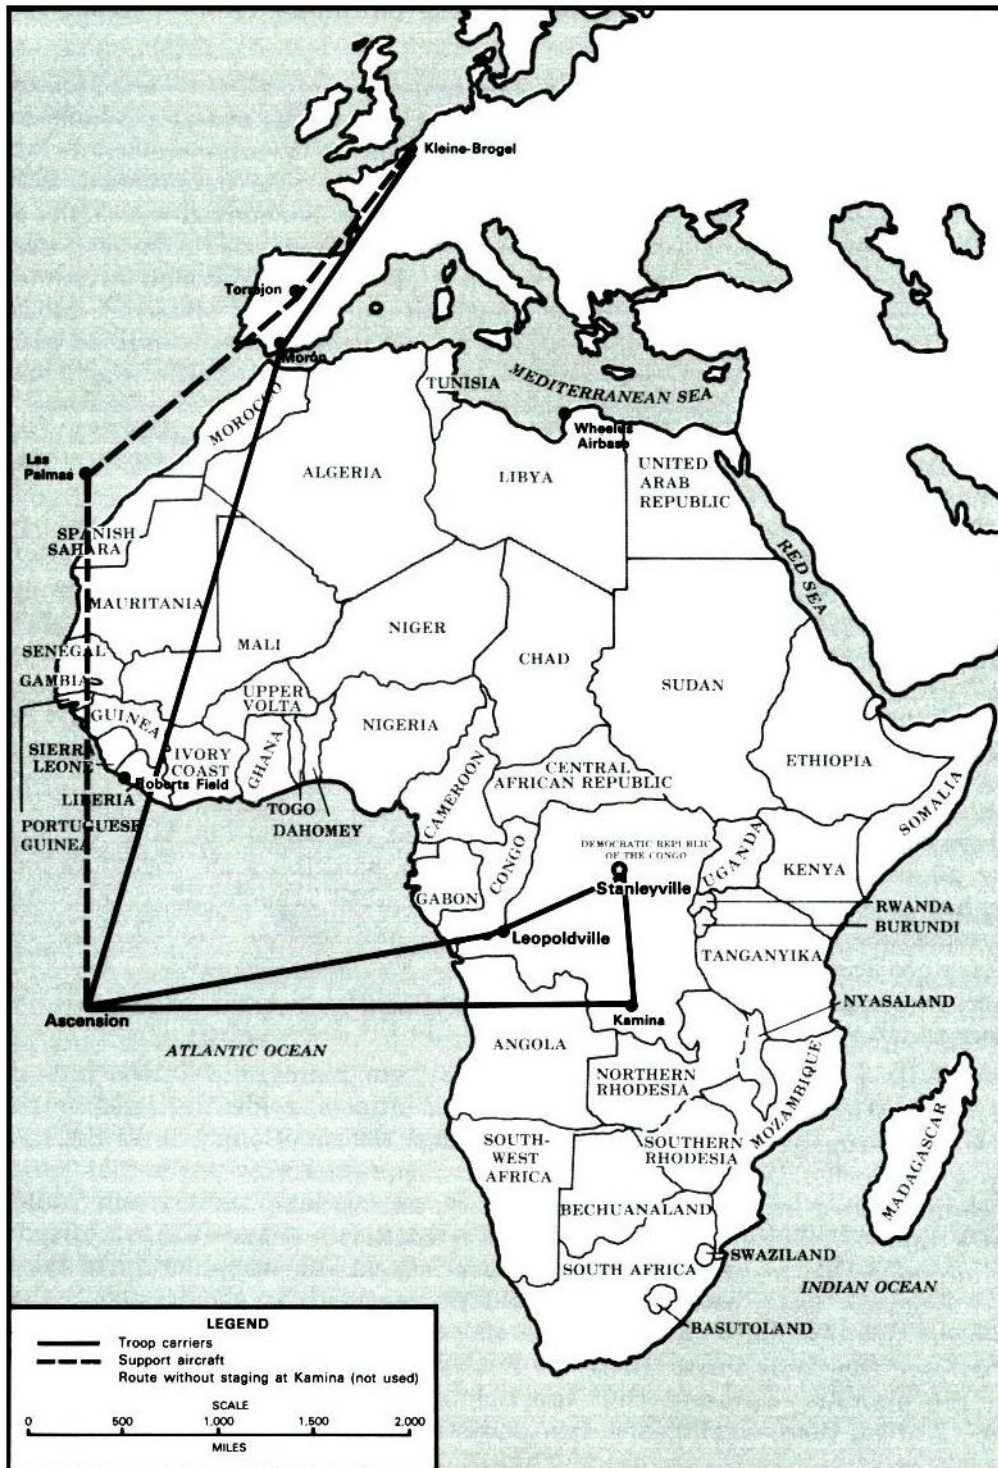 Kleine-Brogel
Torrejon
Morón
TUNISIA
MEDITERRANEAN SEA
MOROCCO
Wheelus
Airbase
Las
Palmas
ALGERIA
LIBYA
UNITED
ARAB
REPUBLIC
SPANISH
SAHARA
RED SEA
MAURITANIA
MALI
NIGER
CHAD
SUDAN
SENEGAL
GAMBIA
UPPER
VOLTA
GUINEA
NIGERIA
SIERRA
LEONE
IVORY
COAST
GHANA
CAMEROON
CENTRAL
AFRICAN REPUBLIC
ETHIOPIA
SOMALIA
Roberts Field
LIBERIA
TOGO
DAHOMEY
PORTUGUESE
GUINEA
DEMOCRATIC REPUBLIC
OF THE CONGO
CONGO
UGANDA
KENYA
GABON
Stanleyville
RWANDA
BURUNDI
Leopoldville
TANGANYIKA
NYASALAND
Ascension
Kamina
ATLANTIC OCEAN
ANGOLA
NORTHERN
RHODESIA
MOZAMBIQUE
MADAGASCAR
SOUTH-
WEST
AFRICA
SOUTHERN
RHODESIA
BECHUANALAND
SWAZILAND
SOUTH AFRICA
INDIAN OCEAN
BASUTOLAND
LEGEND
Troop carriers
Support aircraft
Route without staging at Kamina (not used)
SCALE
0 500 1.000 1.500 2.000
MILES